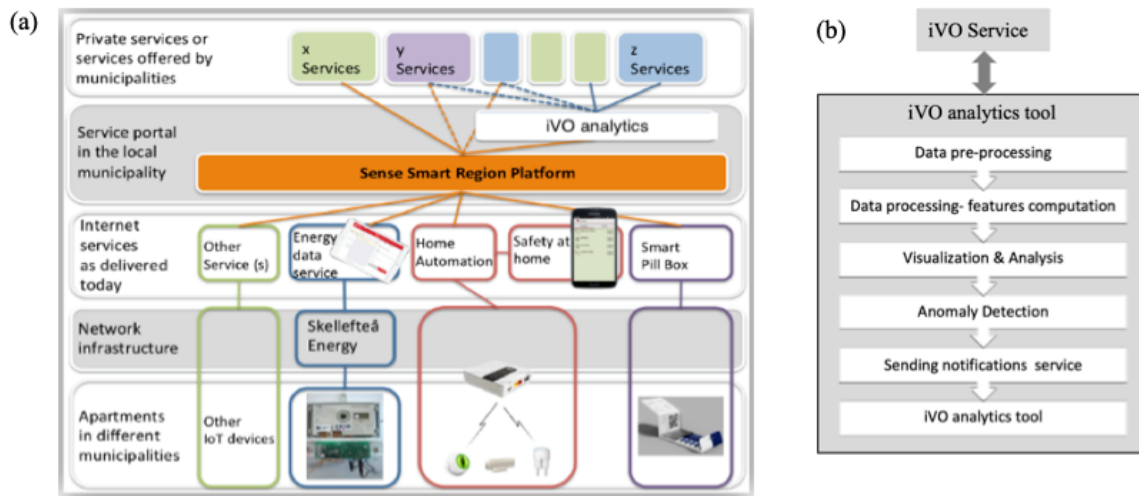 (a)
Private services or
services offered by
municipalities
x
Services
y
Services
z
Services
Service portal
in the local
municipality
iVO analytics
Sense Smart Region Platform
Internet
services
as delivered
today
Other
Service (s)
Energy
data
service
Home
Automation
Safety at
home
Smart
Pill Box
Network
infrastructure
Skellefteå
Energy
Apartments
in different
municipalities
Other
IoT devices
(b)
iVO Service
iVO analytics tool
Data pre-processing
Data processing- features computation
Visualization & Analysis
Anomaly Detection
Sending notifications service
iVO analytics tool